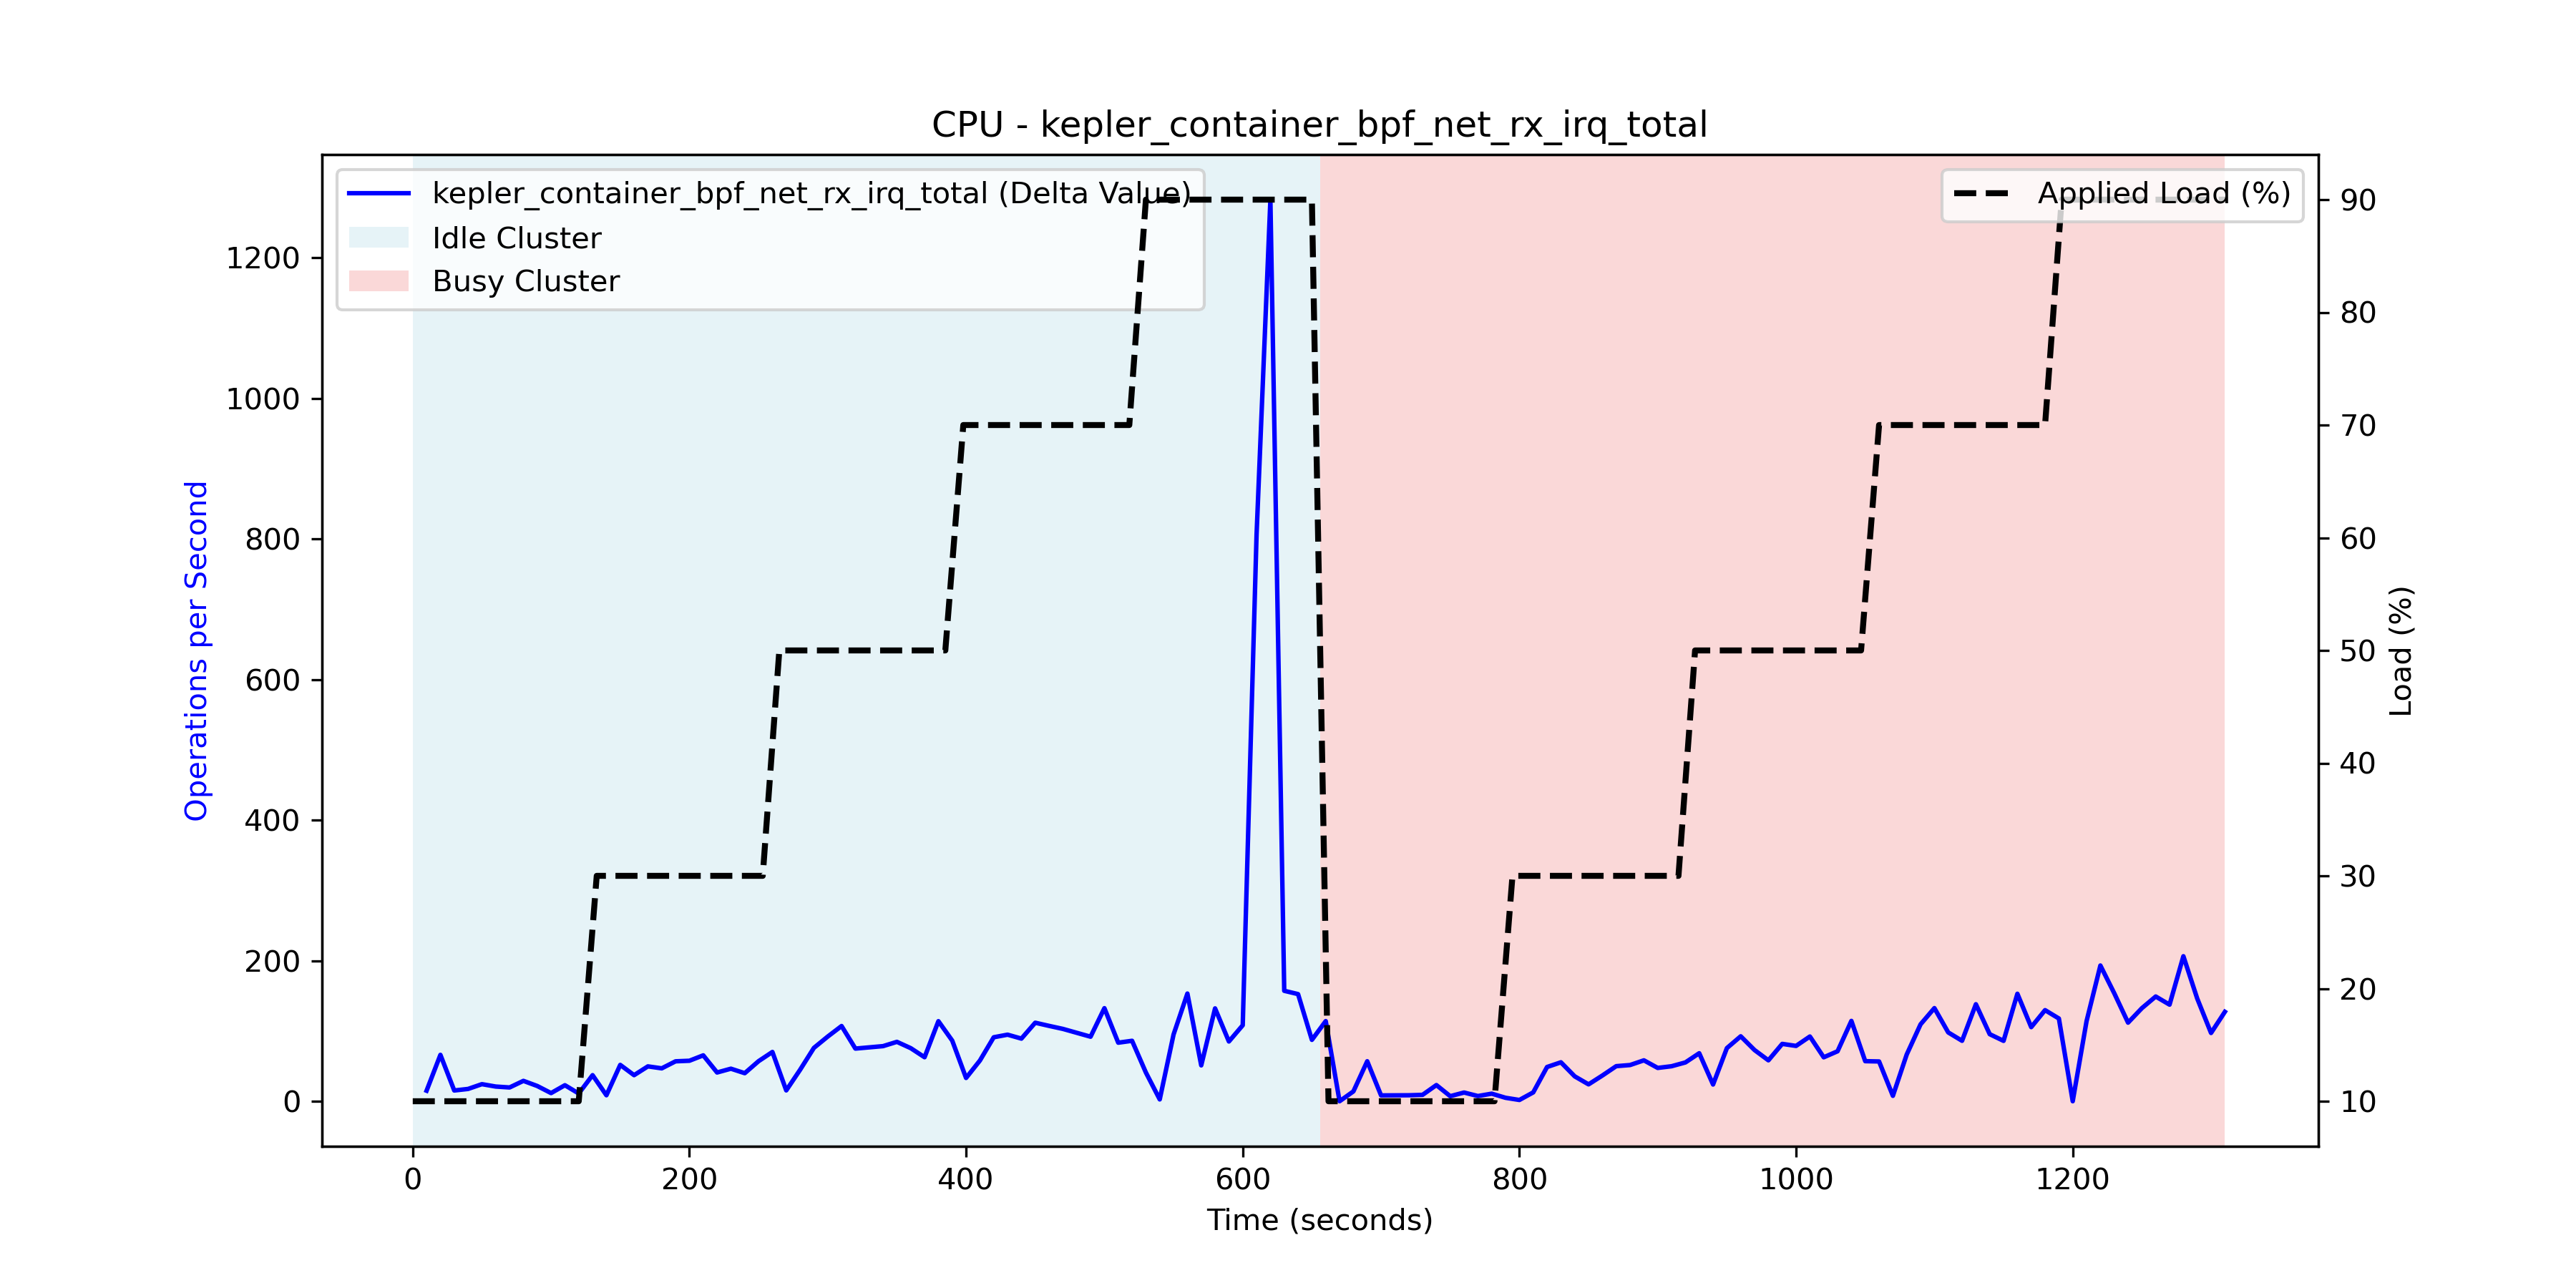 CPU - kepler_container_bpf_net_rx_irq_total
kepler_container_bpf_net_rx_irq_total (Delta Value)
Idle Cluster
Busy Cluster
Applied Load (%)
1200
1000
800
600
400
200
0
Operations per Second
90
80
70
60
50
40
30
20
10
Load (%)
0 200 400 600 800 1000 1200
Time (seconds)